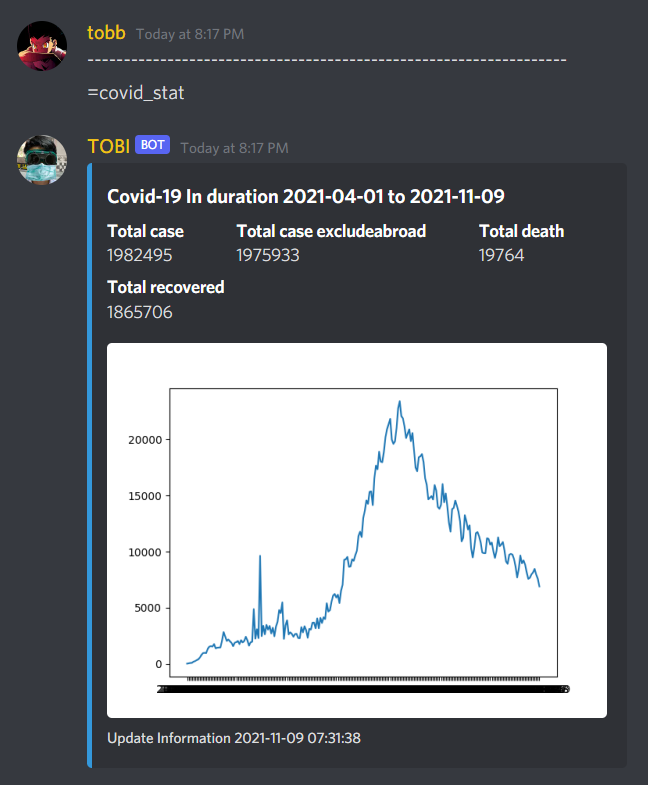 tobb Today at 8:17 PM
------------------------------------------------------------------
=covid_stat
TOBI BOT Today at 8:17 PM
Covid-19 In duration 2021-04-01 to 2021-11-09
Total case Total case excludeabroad Total death
1982495 1975933 19764
Total recovered
1865706
20000
15000
10000
5000
0
Update Information 2021-11-09 07:31:38